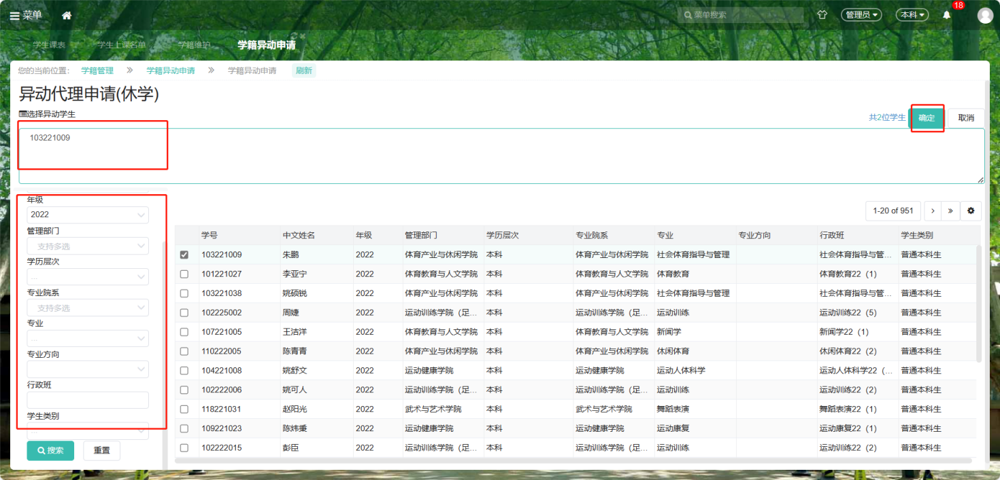 菜单 菜单搜索 管理员 本科 18
学生课表 学生上课名单 学籍维护 学籍异动申请
您的当前位置: 学籍管理 » 学籍异动申请 » 学籍异动申请 刷新
异动代理申请(休学)
选择异动学生 共2位学生 确定 取消
103221009
年级
2022
管理部门
支持多选
学历层次
...
专业院系
支持多选
专业
...
专业方向
行政班
学生类别
...
搜索 重置
1-20 of 951 › »
学号 中文姓名 年级 管理部门 学历层次 专业院系 专业 专业方向 行政班 学生类别
103221009 朱鹏 2022 体育产业与休闲学院 本科 体育产业与休闲学院 社会体育指导与管理 社会体育指导与管... 普通本科生
101221027 李亚宁 2022 体育教育与人文学院 本科 体育教育与人文学院 体育教育 体育教育22（1） 普通本科生
103221038 姚硕锐 2022 体育产业与休闲学院 本科 体育产业与休闲学院 社会体育指导与管理 社会体育指导与管... 普通本科生
102225002 周婕 2022 运动训练学院（足... 本科 运动训练学院（足... 运动训练 运动训练22（5） 普通本科生
107221005 王洁洋 2022 体育教育与人文学院 本科 体育教育与人文学院 新闻学 新闻学22（1） 普通本科生
110222005 陈青青 2022 体育产业与休闲学院 本科 体育产业与休闲学院 休闲体育 休闲体育22（2） 普通本科生
104221008 姚舒文 2022 运动健康学院 本科 运动健康学院 运动人体科学 运动人体科学22（... 普通本科生
102222006 姚可人 2022 运动训练学院（足... 本科 运动训练学院（足... 运动训练 运动训练22（2） 普通本科生
118221031 赵阳光 2022 武术与艺术学院 本科 武术与艺术学院 舞蹈表演 舞蹈表演22（1） 普通本科生
109221023 陈炜秉 2022 运动健康学院 本科 运动健康学院 运动康复 运动康复22（1） 普通本科生
102222015 彭臣 2022 运动训练学院（足... 本科 运动训练学院（足... 运动训练 运动训练22（2） 普通本科生